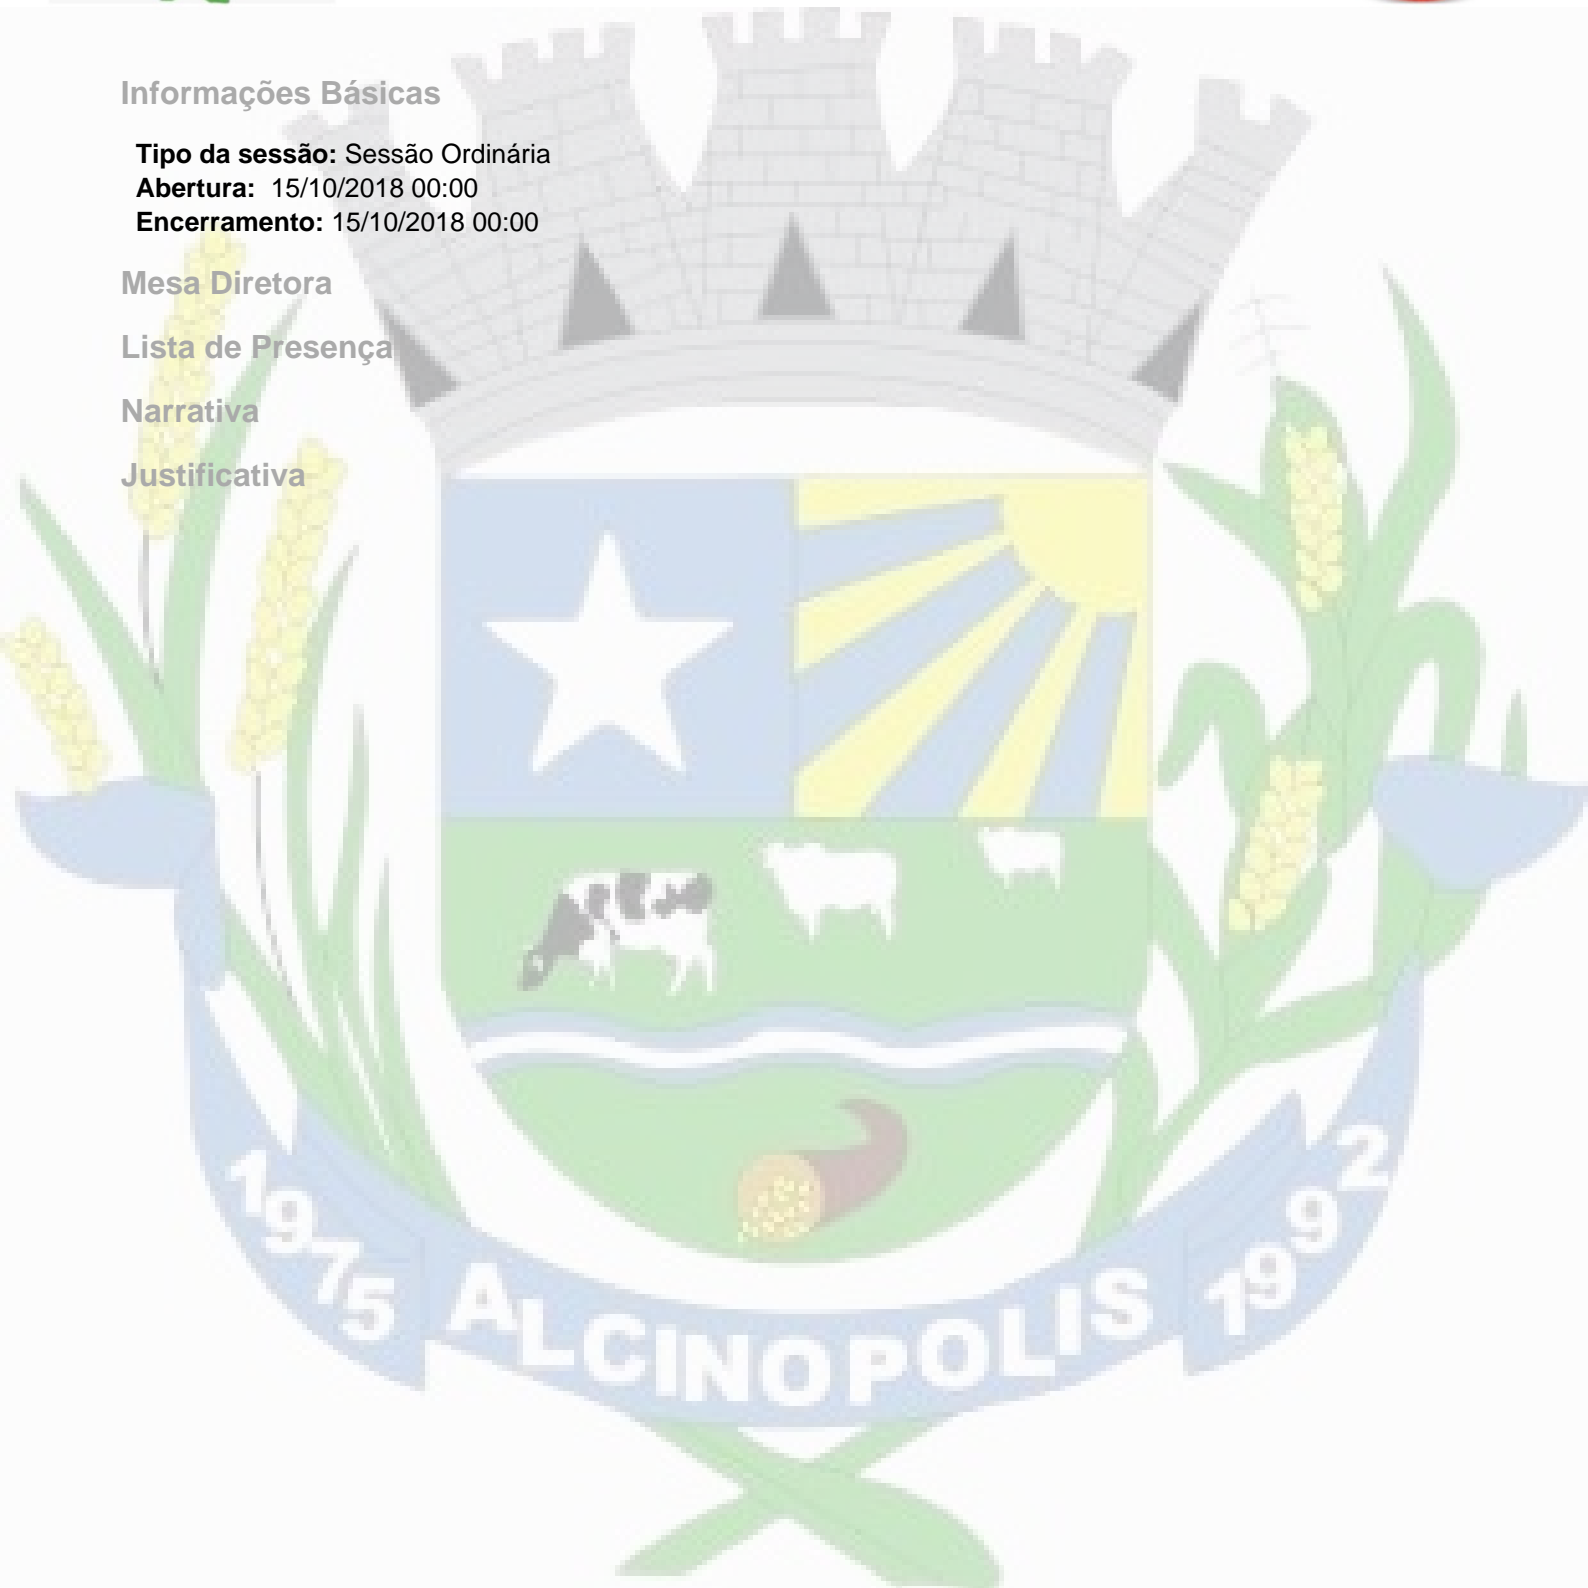 Informações Básicas
Tipo da sessão: Sessão Ordinária
Abertura: 15/10/2018 00:00
Encerramento: 15/10/2018 00:00
Mesa Diretora
Lista de Presença
Narrativa
Justificativa
1975 ALCINOPOLIS 1992